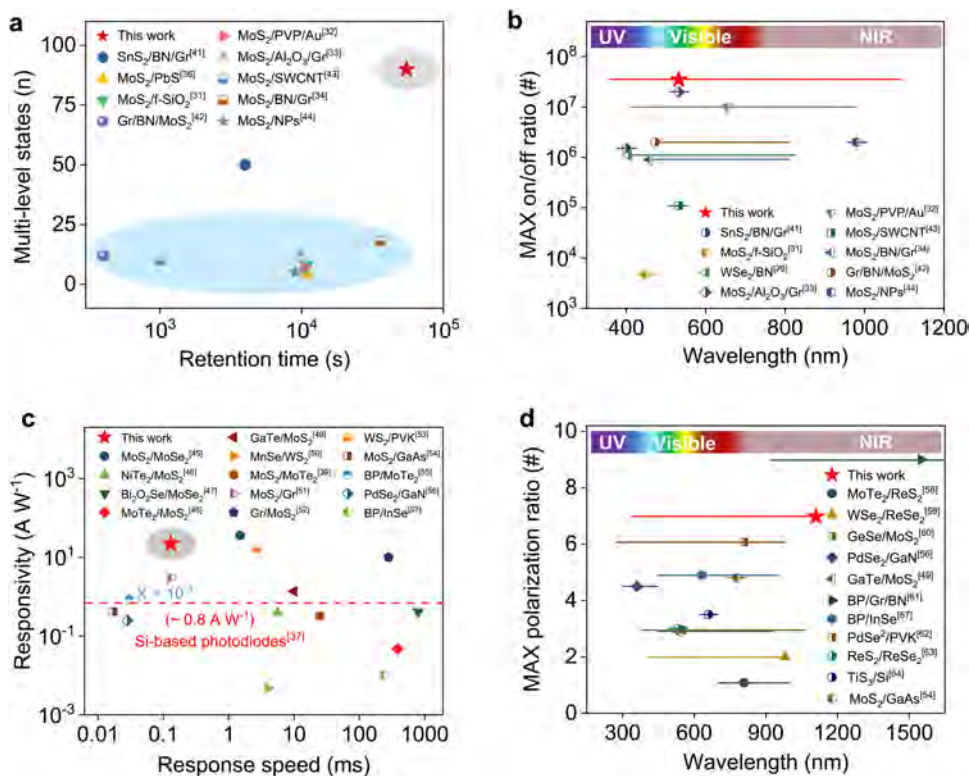 a
100
75
50
25
0
Multi-level states (n)
This work
SnS2/BN/Gr[41]
MoS2/PbS[36]
MoS2/f-SiO2[31]
Gr/BN/MoS2[42]
MoS2/PVP/Au[32]
MoS2/Al2O3/Gr[33]
MoS2/SWCNT[43]
MoS2/BN/Gr[34]
MoS2/NPs[44]
10^3
10^4
10^5
Retention time (s)
b
UV
Visible
NIR
10^8
10^7
10^6
10^5
10^4
10^3
MAX on/off ratio (#)
This work
SnS2/BN/Gr[41]
MoS2/f-SiO2[31]
WSe2/BN[29]
MoS2/Al2O3/Gr[33]
MoS2/PVP/Au[32]
MoS2/SWCNT[43]
MoS2/BN/Gr[34]
Gr/BN/MoS2[42]
MoS2/NPs[44]
400
600
800
1000
1200
Wavelength (nm)
c
10^3
10^1
10^-1
10^-3
Responsivity (A W^-1)
This work
MoS2/MoSe2[45]
NiTe2/MoS2[46]
Bi2O2Se/MoSe2[47]
MoTe2/MoS2[48]
GaTe/MoS2[49]
MnSe/WS2[50]
MoS2/MoTe2[39]
MoS2/Gr[51]
Gr/MoS2[52]
WS2/PVK[53]
MoS2/GaAs[54]
BP/MoTe2[55]
PdSe2/GaN[56]
BP/InSe[57]
(~ 0.8 A W^-1)
Si-based photodiodes[37]
0.01
0.1
1
10
100
1000
Response speed (ms)
d
UV
Visible
NIR
10
8
6
4
2
0
MAX polarization ratio (#)
This work
MoTe2/ReS2[58]
WSe2/ReSe2[59]
GeSe/MoS2[60]
PdSe2/GaN[56]
GaTe/MoS2[49]
BP/Gr/BN[61]
BP/InSe[57]
PdSe^2/PVK[62]
ReS2/ReSe2[63]
TiS3/Si[64]
MoS2/GaAs[54]
300
600
900
1200
1500
Wavelength (nm)